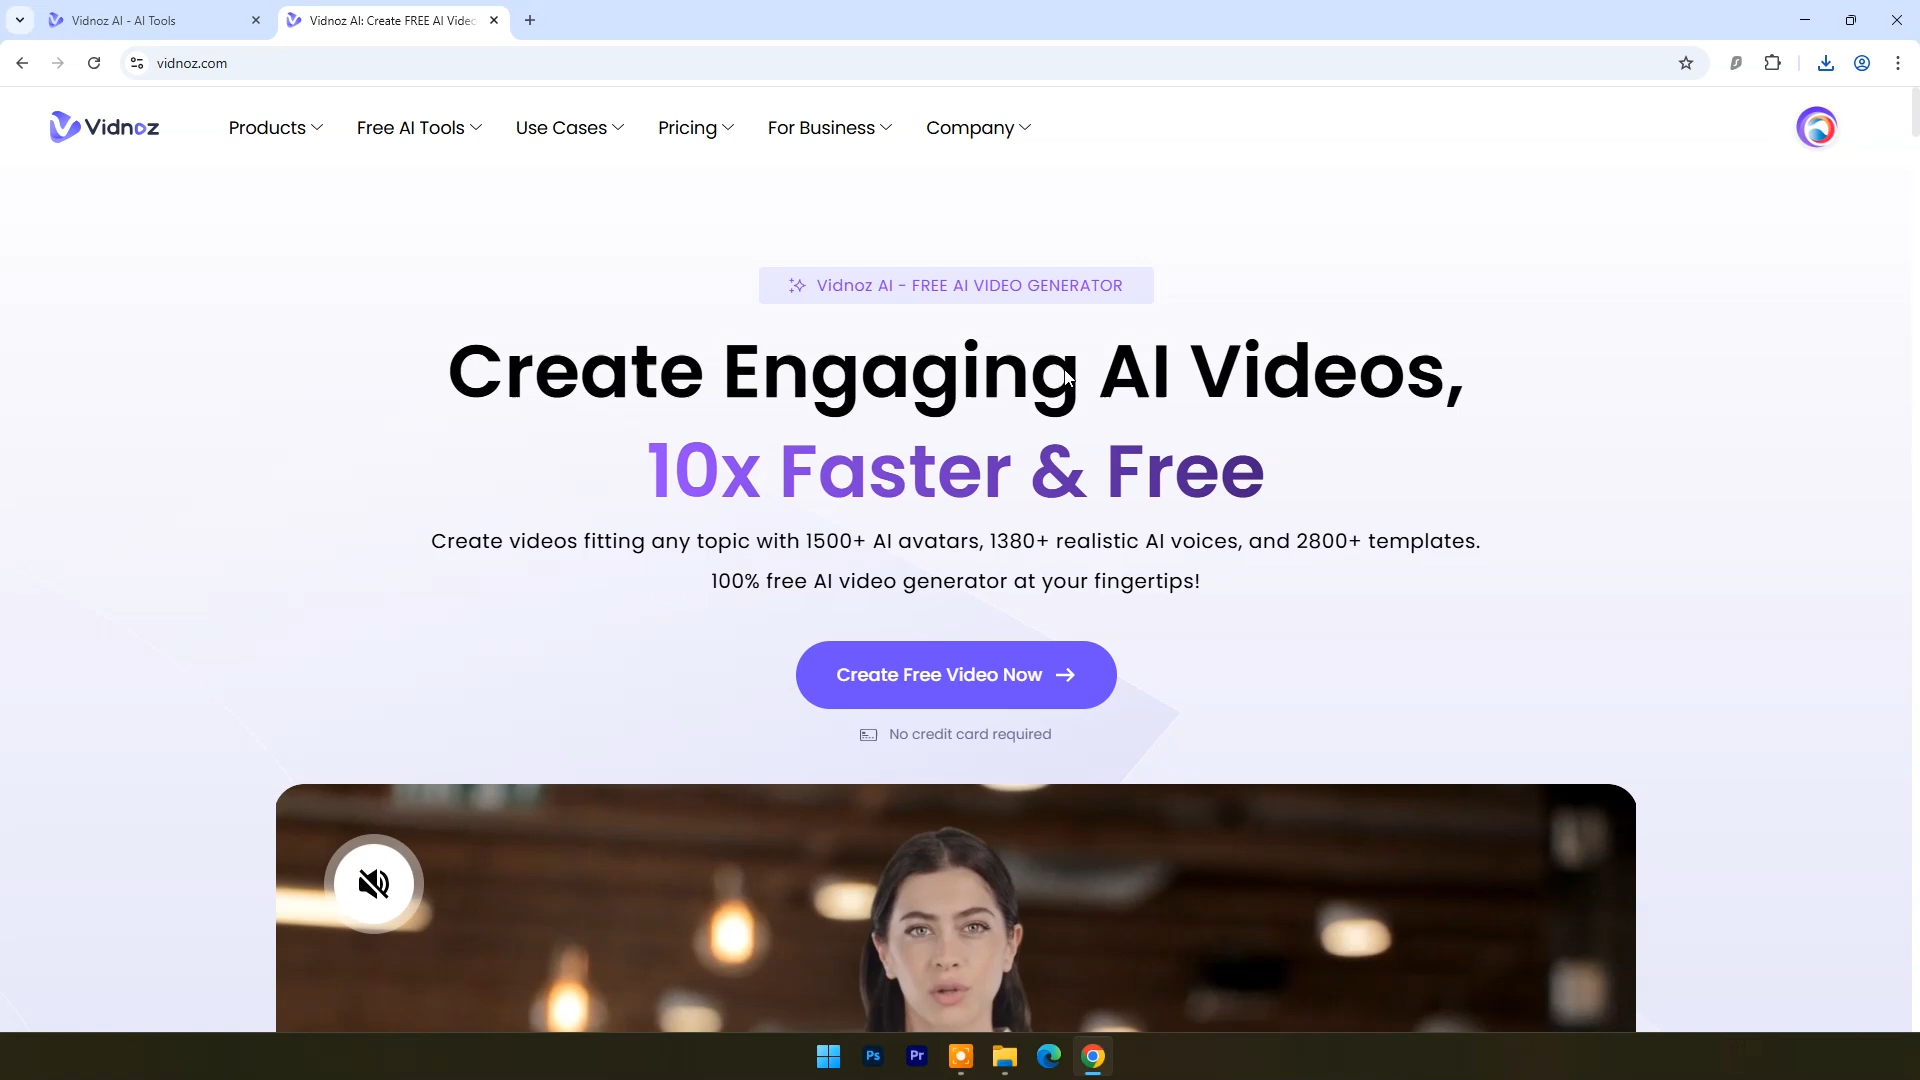 Vidnoz AI - AI Tools
Vidnoz AI: Create FREE AI Video
vidnoz.com
Vidnoz
Products
Free AI Tools
Use Cases
Pricing
For Business
Company
Vidnoz AI - FREE AI VIDEO GENERATOR
Create Engaging AI Videos,
10x Faster & Free
Create videos fitting any topic with 1500+ AI avatars, 1380+ realistic AI voices, and 2800+ templates.
100% free AI video generator at your fingertips!
Create Free Video Now
No credit card required
Ps
Pr